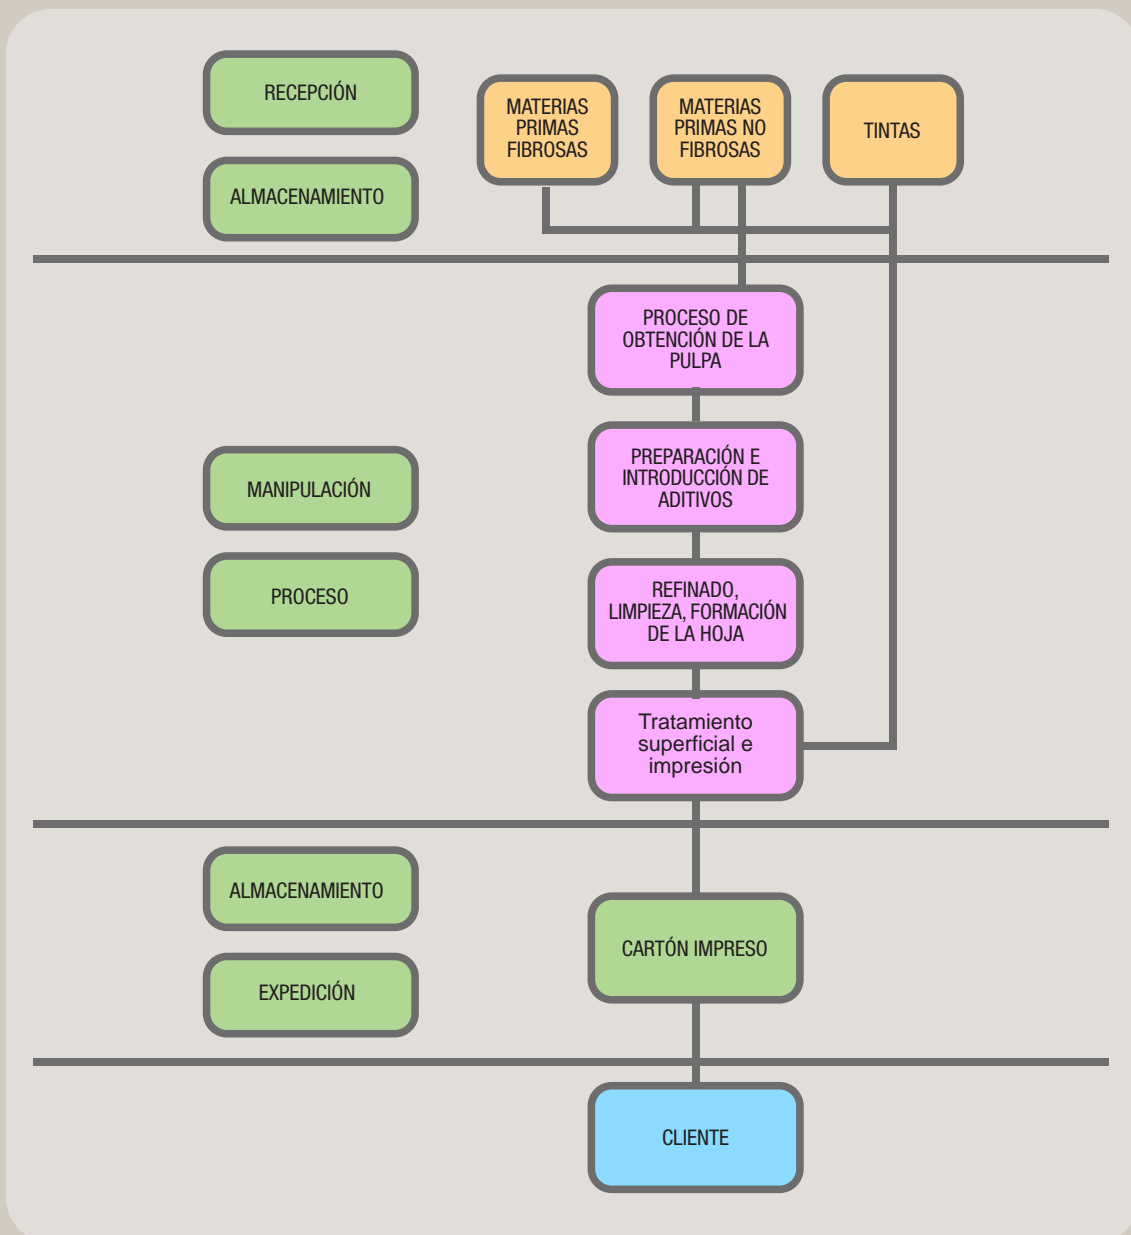 RECEPCIÓN
MATERIAS
PRIMAS
FIBROSAS
MATERIAS
PRIMAS NO
FIBROSAS
TINTAS
ALMACENAMIENTO
PROCESO DE
OBTENCIÓN DE LA
PULPA
PREPARACIÓN E
INTRODUCCIÓN DE
ADITIVOS
MANIPULACIÓN
PROCESO
REFINADO,
LIMPIEZA, FORMACIÓN
DE LA HOJA
Tratamiento
superficial e
impresión
ALMACENAMIENTO
EXPEDICIÓN
CARTÓN IMPRESO
CLIENTE